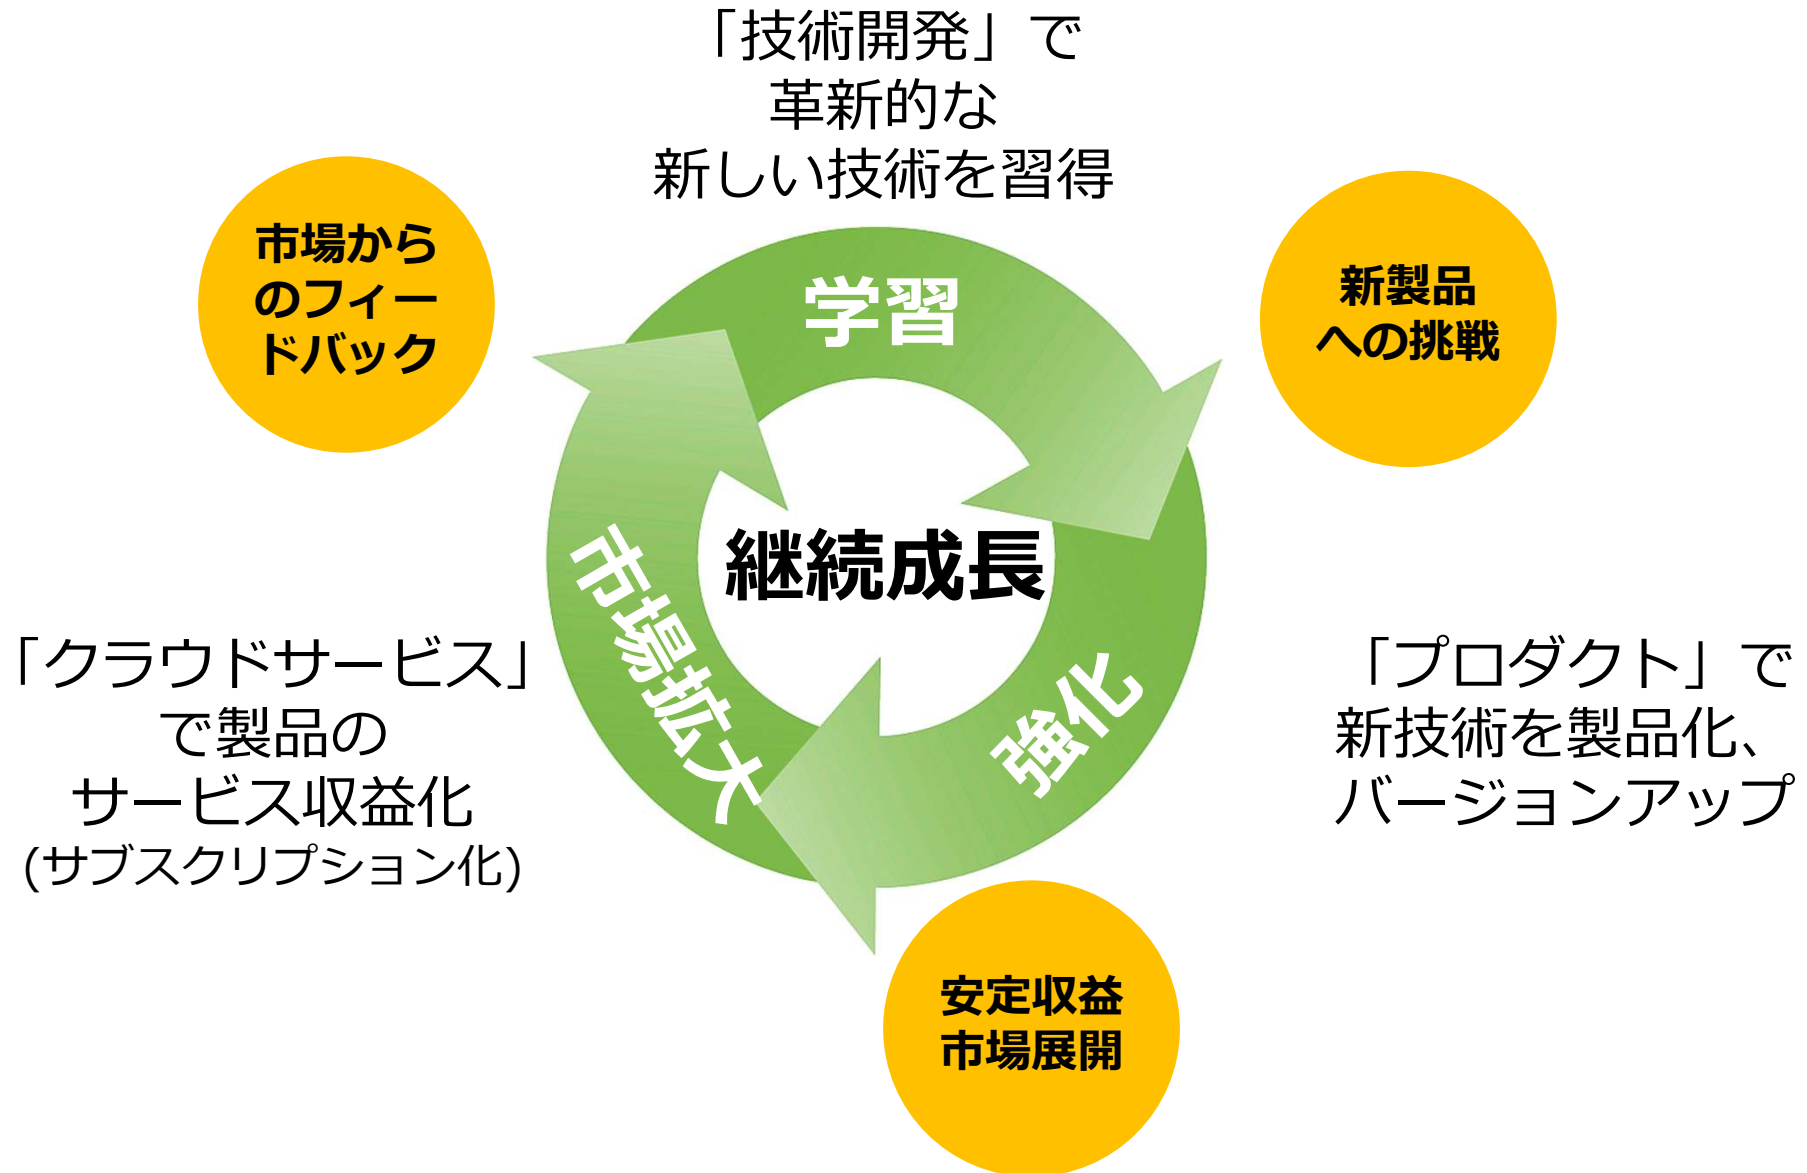 「技術開発」で
革新的な
新しい技術を習得
市場から
のフィー
ドバック
新製品
への挑戦
学習
継続成長
市場拡大
強化
「クラウドサービス」
で製品の
サービス収益化
(サブスクリプション化)
「プロダクト」で
新技術を製品化、
バージョンアップ
安定収益
市場展開